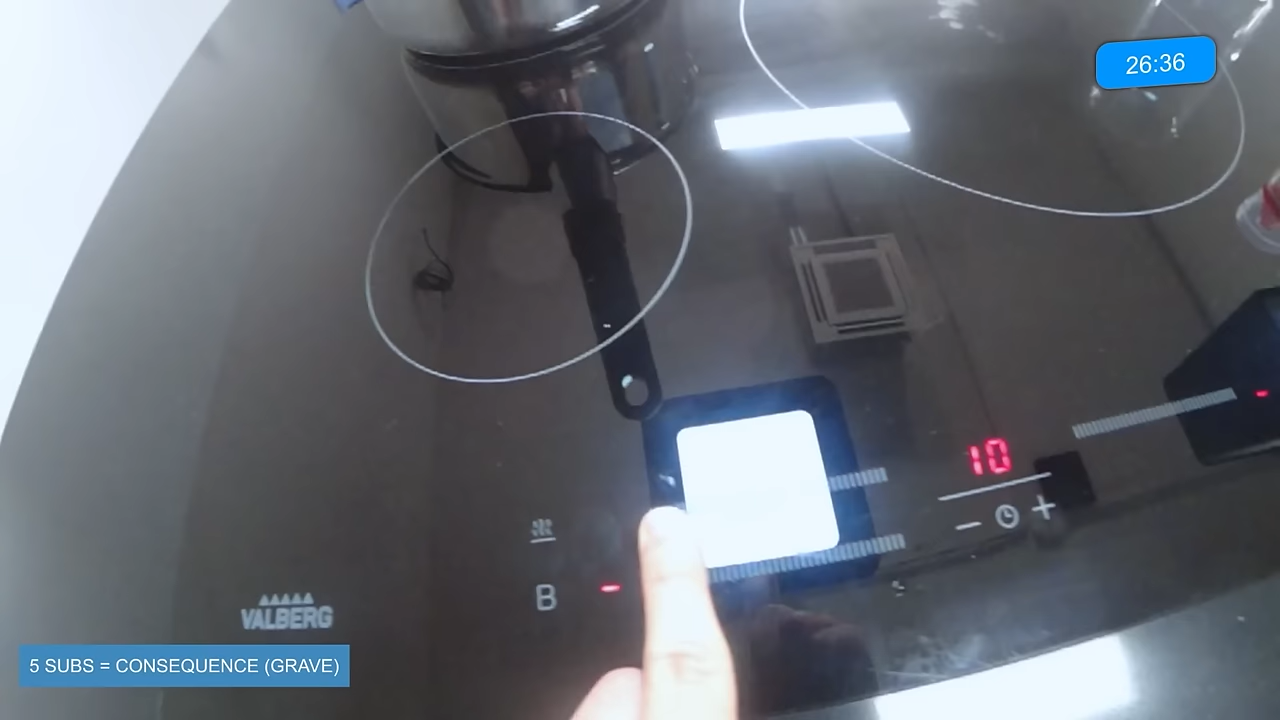 26:36
10
− +
B
VALBERG
5 SUBS = CONSEQUENCE (GRAVE)